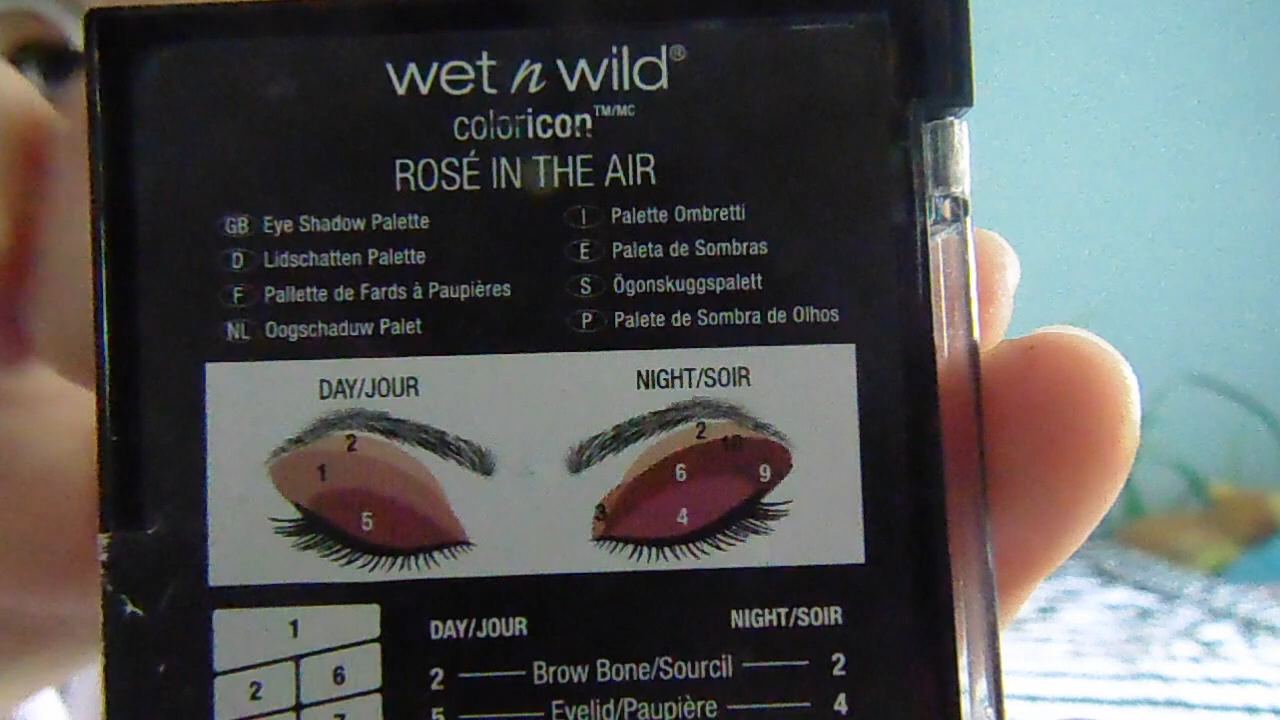 wet n wild®
coloricon™/MC
ROSÉ IN THE AIR
GB Eye Shadow Palette
D Lidschatten Palette
F Pallette de Fards à Paupières
NL Oogschaduw Palet
I Palette Ombretti
E Paleta de Sombras
S Ögonskuggspalett
P Palete de Sombra de Olhos
DAY/JOUR
2
1
5
NIGHT/SOIR
2 10
6 9
3 4
1
2 6
7
DAY/JOUR NIGHT/SOIR
2 Brow Bone/Sourcil 2
5 Eyelid/Paupière 4